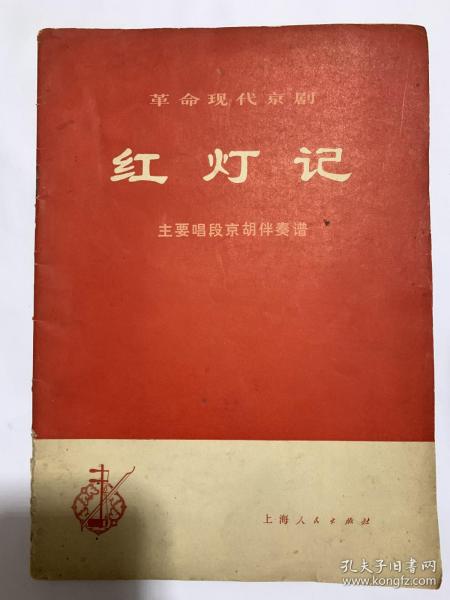 革命现代京剧
红灯记
主要唱段京胡伴奏谱
上海人民出版社
孔夫子旧书网
www.kongfz.com